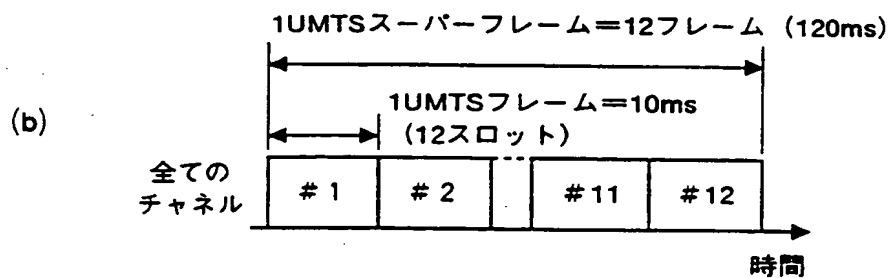 1UMTSスーパーフレーム=12フレーム (120ms)
(b)
1UMTSフレーム=10ms
(12スロット)
全ての
チャネル
#1 #2 #11 #12
時間